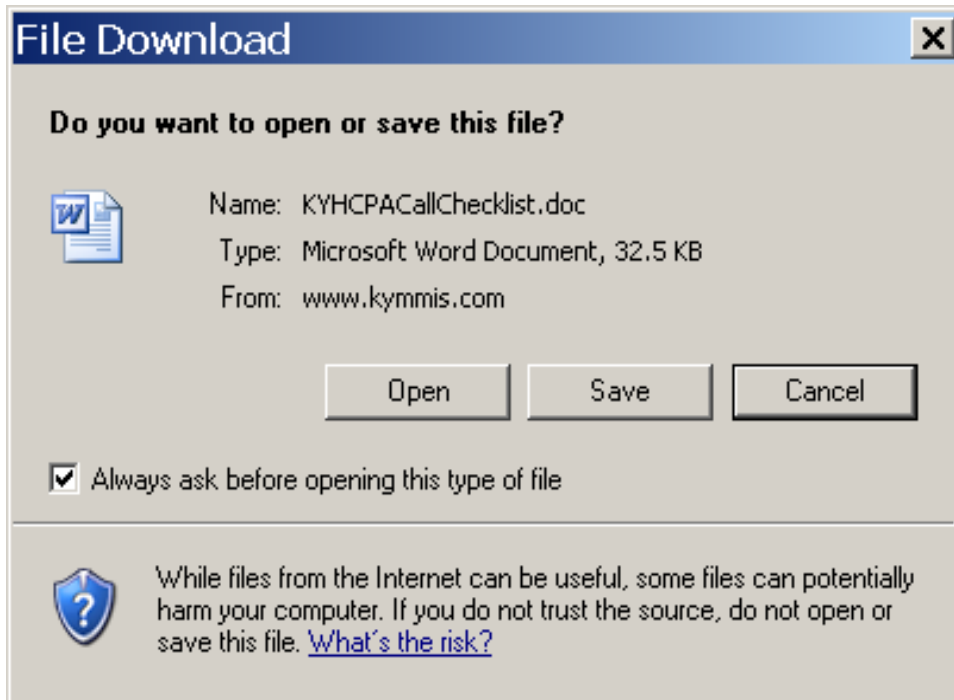 File Download
Do you want to open or save this file?
Name: KYHCPACallChecklist.doc
Type: Microsoft Word Document, 32.5 KB
From: www.kymmis.com
Open Save Cancel
Always ask before opening this type of file
While files from the Internet can be useful, some files can potentially
harm your computer. If you do not trust the source, do not open or
save this file. What's the risk?